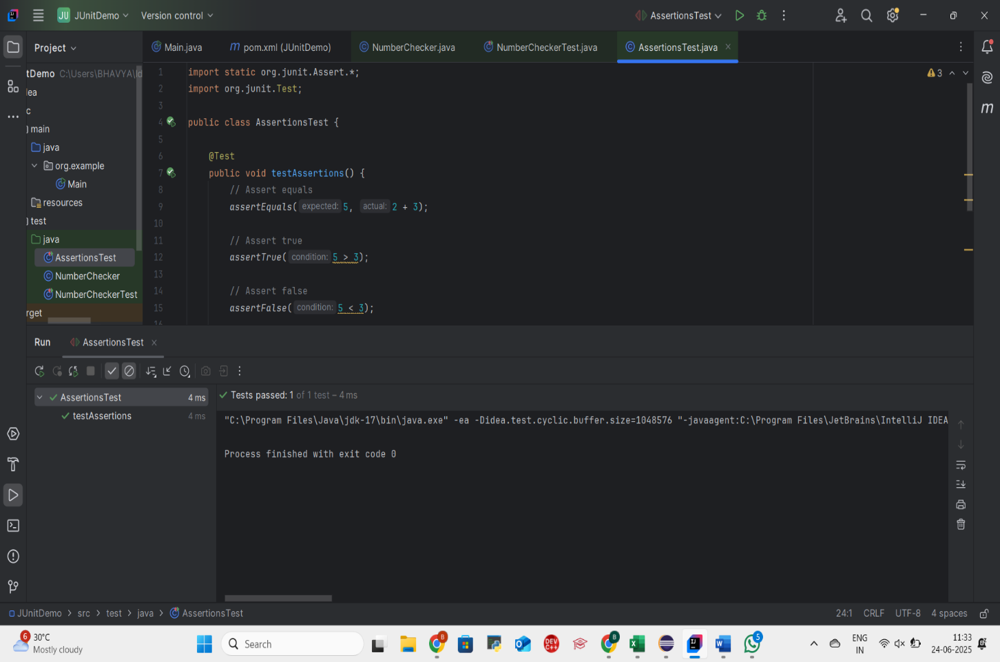 JU JUnitDemo Version control AssertionsTest
Project
Main.java pom.xml (JUnitDemo) NumberChecker.java NumberCheckerTest.java AssertionsTest.java
tDemo C:\Users\BHAVYA\Id
lea
c
main
java
org.example
Main
resources
test
java
AssertionsTest
NumberChecker
NumberCheckerTest
rget
3
1 import static org.junit.Assert.*;
2 import org.junit.Test;
3
4 public class AssertionsTest {
5
6 @Test
7 public void testAssertions() {
8 // Assert equals
9 assertEquals( expected: 5, actual: 2 + 3);
10
11 // Assert true
12 assertTrue( condition: 5 > 3);
13
14 // Assert false
15 assertFalse( condition: 5 < 3);
16
Run AssertionsTest
AssertionsTest 4 ms
testAssertions 4 ms
Tests passed: 1 of 1 test – 4 ms
"C:\Program Files\Java\jdk-17\bin\java.exe" -ea -Didea.test.cyclic.buffer.size=1048576 "-javaagent:C:\Program Files\JetBrains\IntelliJ IDEA
Process finished with exit code 0
JUnitDemo > src > test > java > AssertionsTest
24:1 CRLF UTF-8 4 spaces
6
30°C
Mostly cloudy
Search
B
DEV C++
B
5
ENG
IN
11:33
24-06-2025